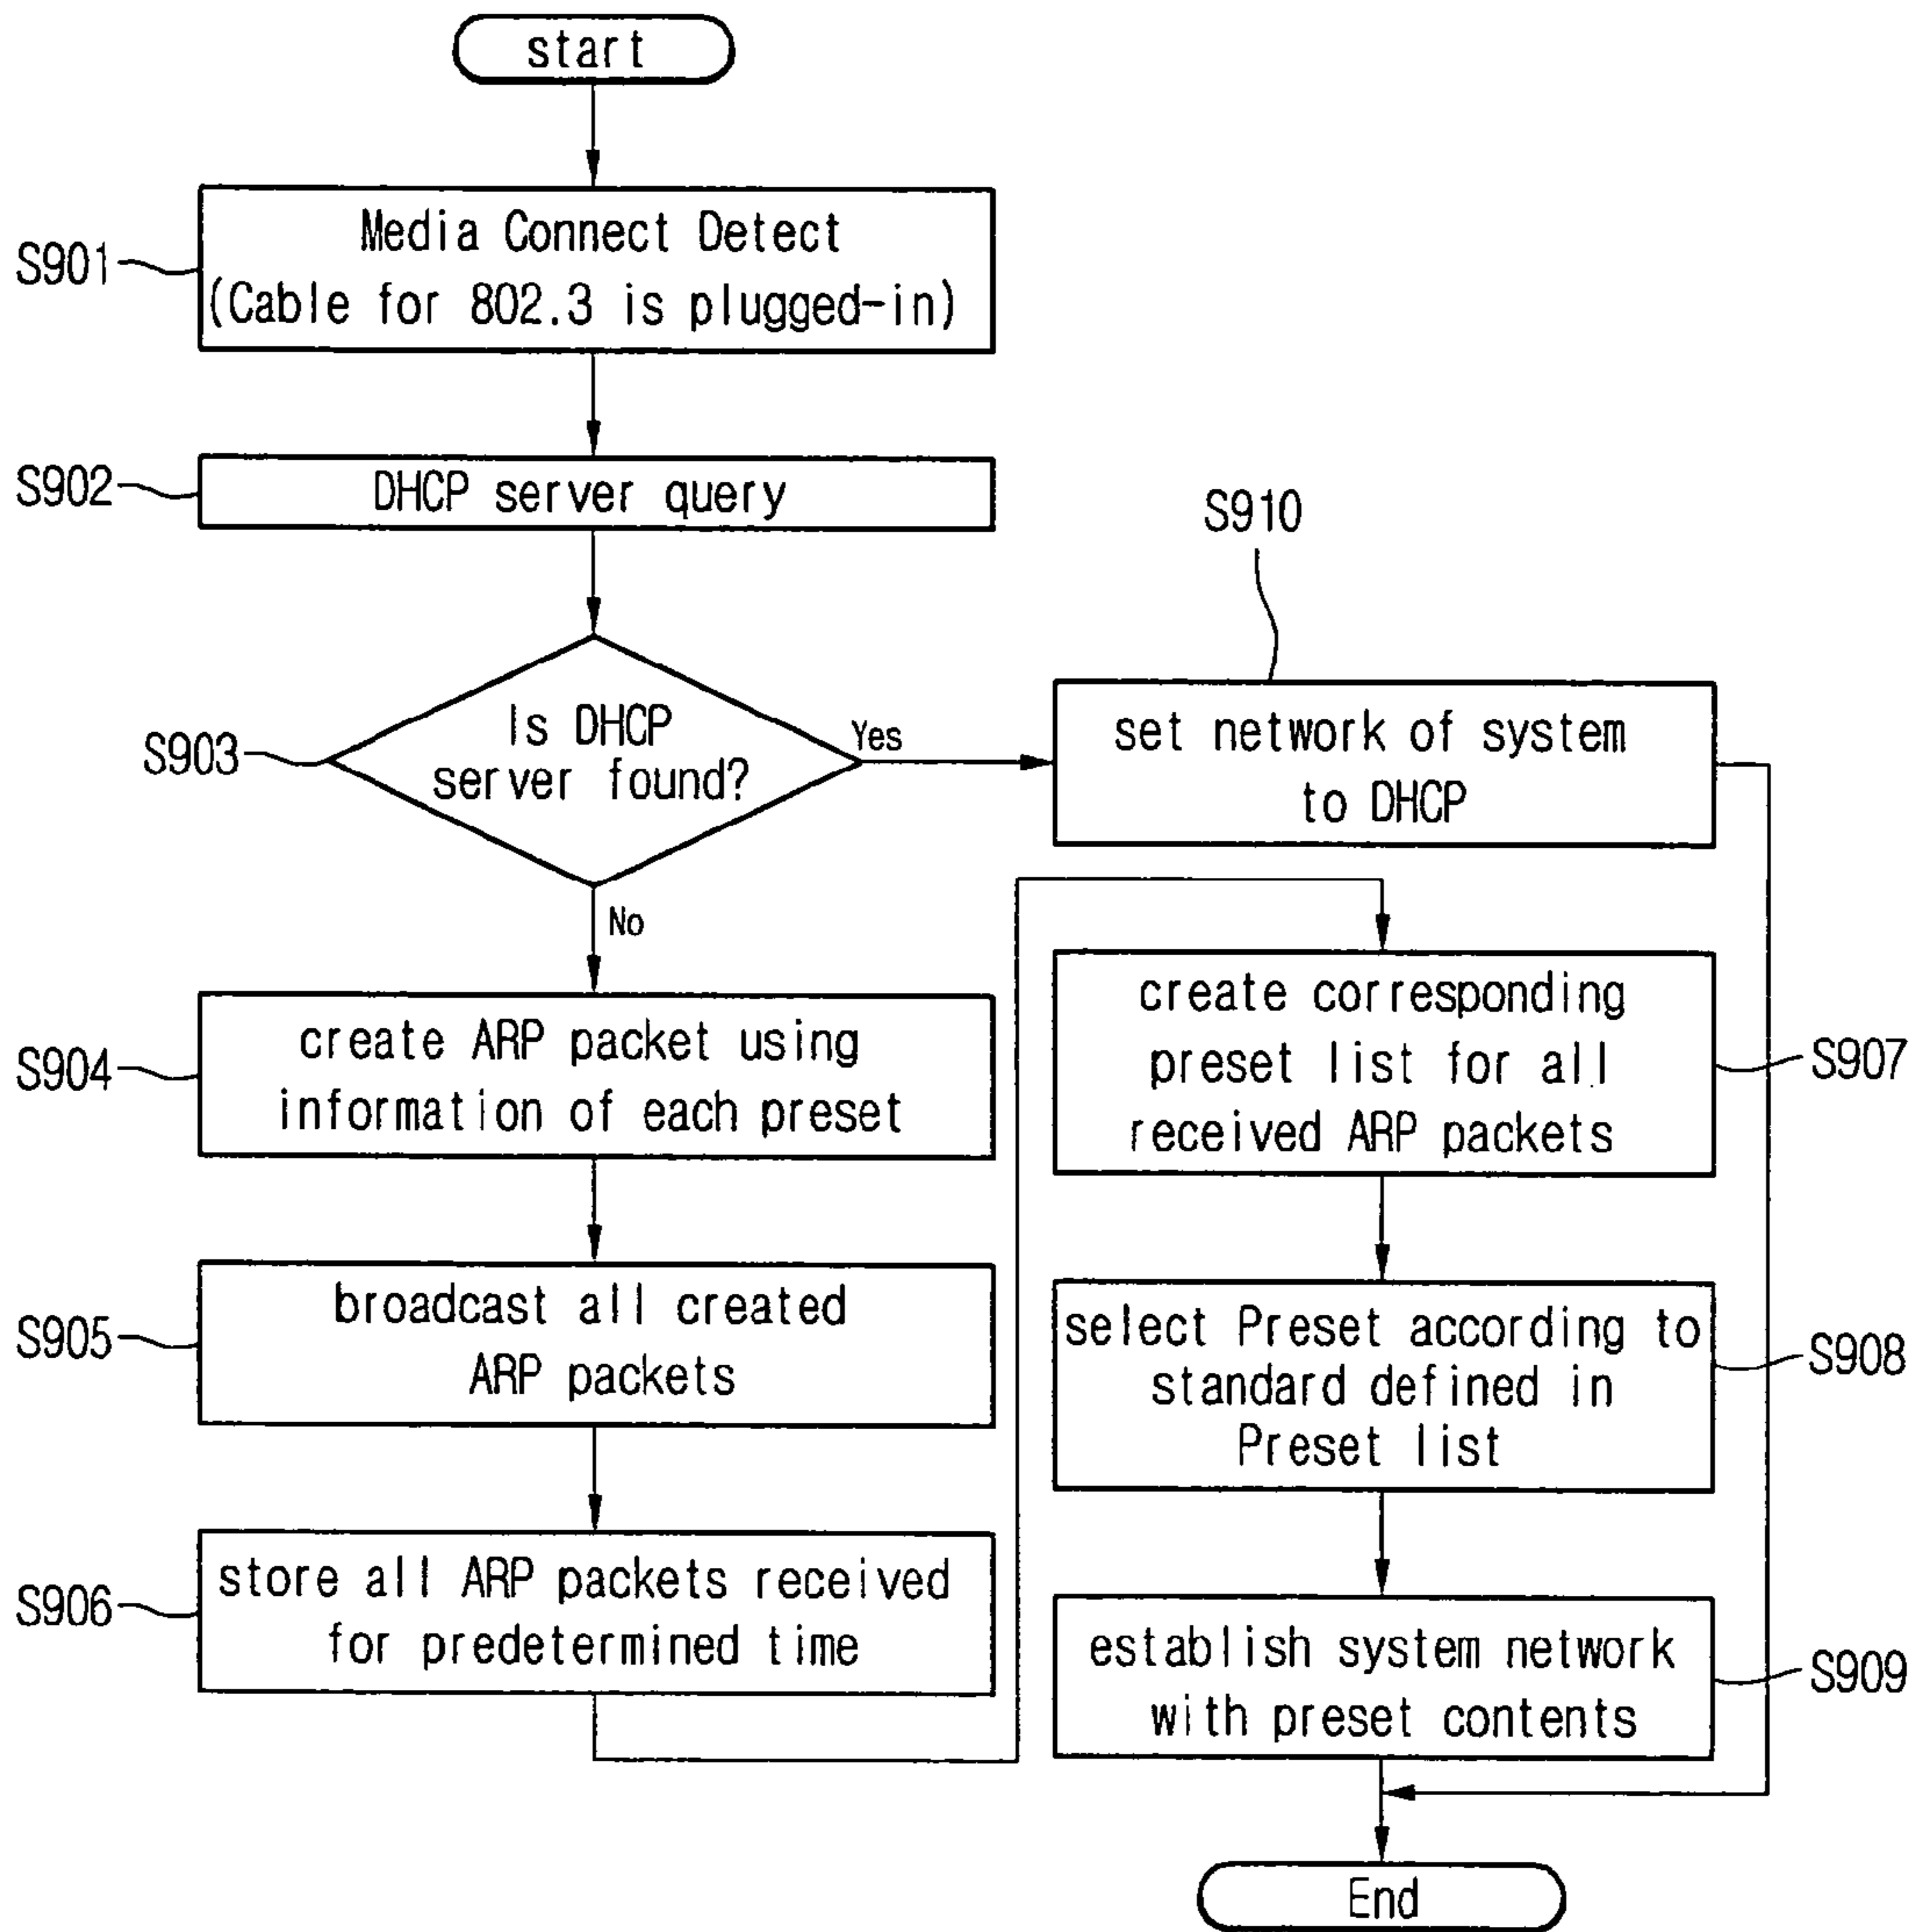 start
S901
Media Connect Detect
(Cable for 802.3 is plugged-in)
S902
DHCP server query
S903
Is DHCP
server found?
Yes
No
S910
set network of system
to DHCP
S904
create ARP packet using
information of each preset
S905
broadcast all created
ARP packets
S906
store all ARP packets received
for predetermined time
create corresponding
preset list for all
received ARP packets
S907
select Preset according to
standard defined in
Preset list
S908
establish system network
with preset contents
S909
End